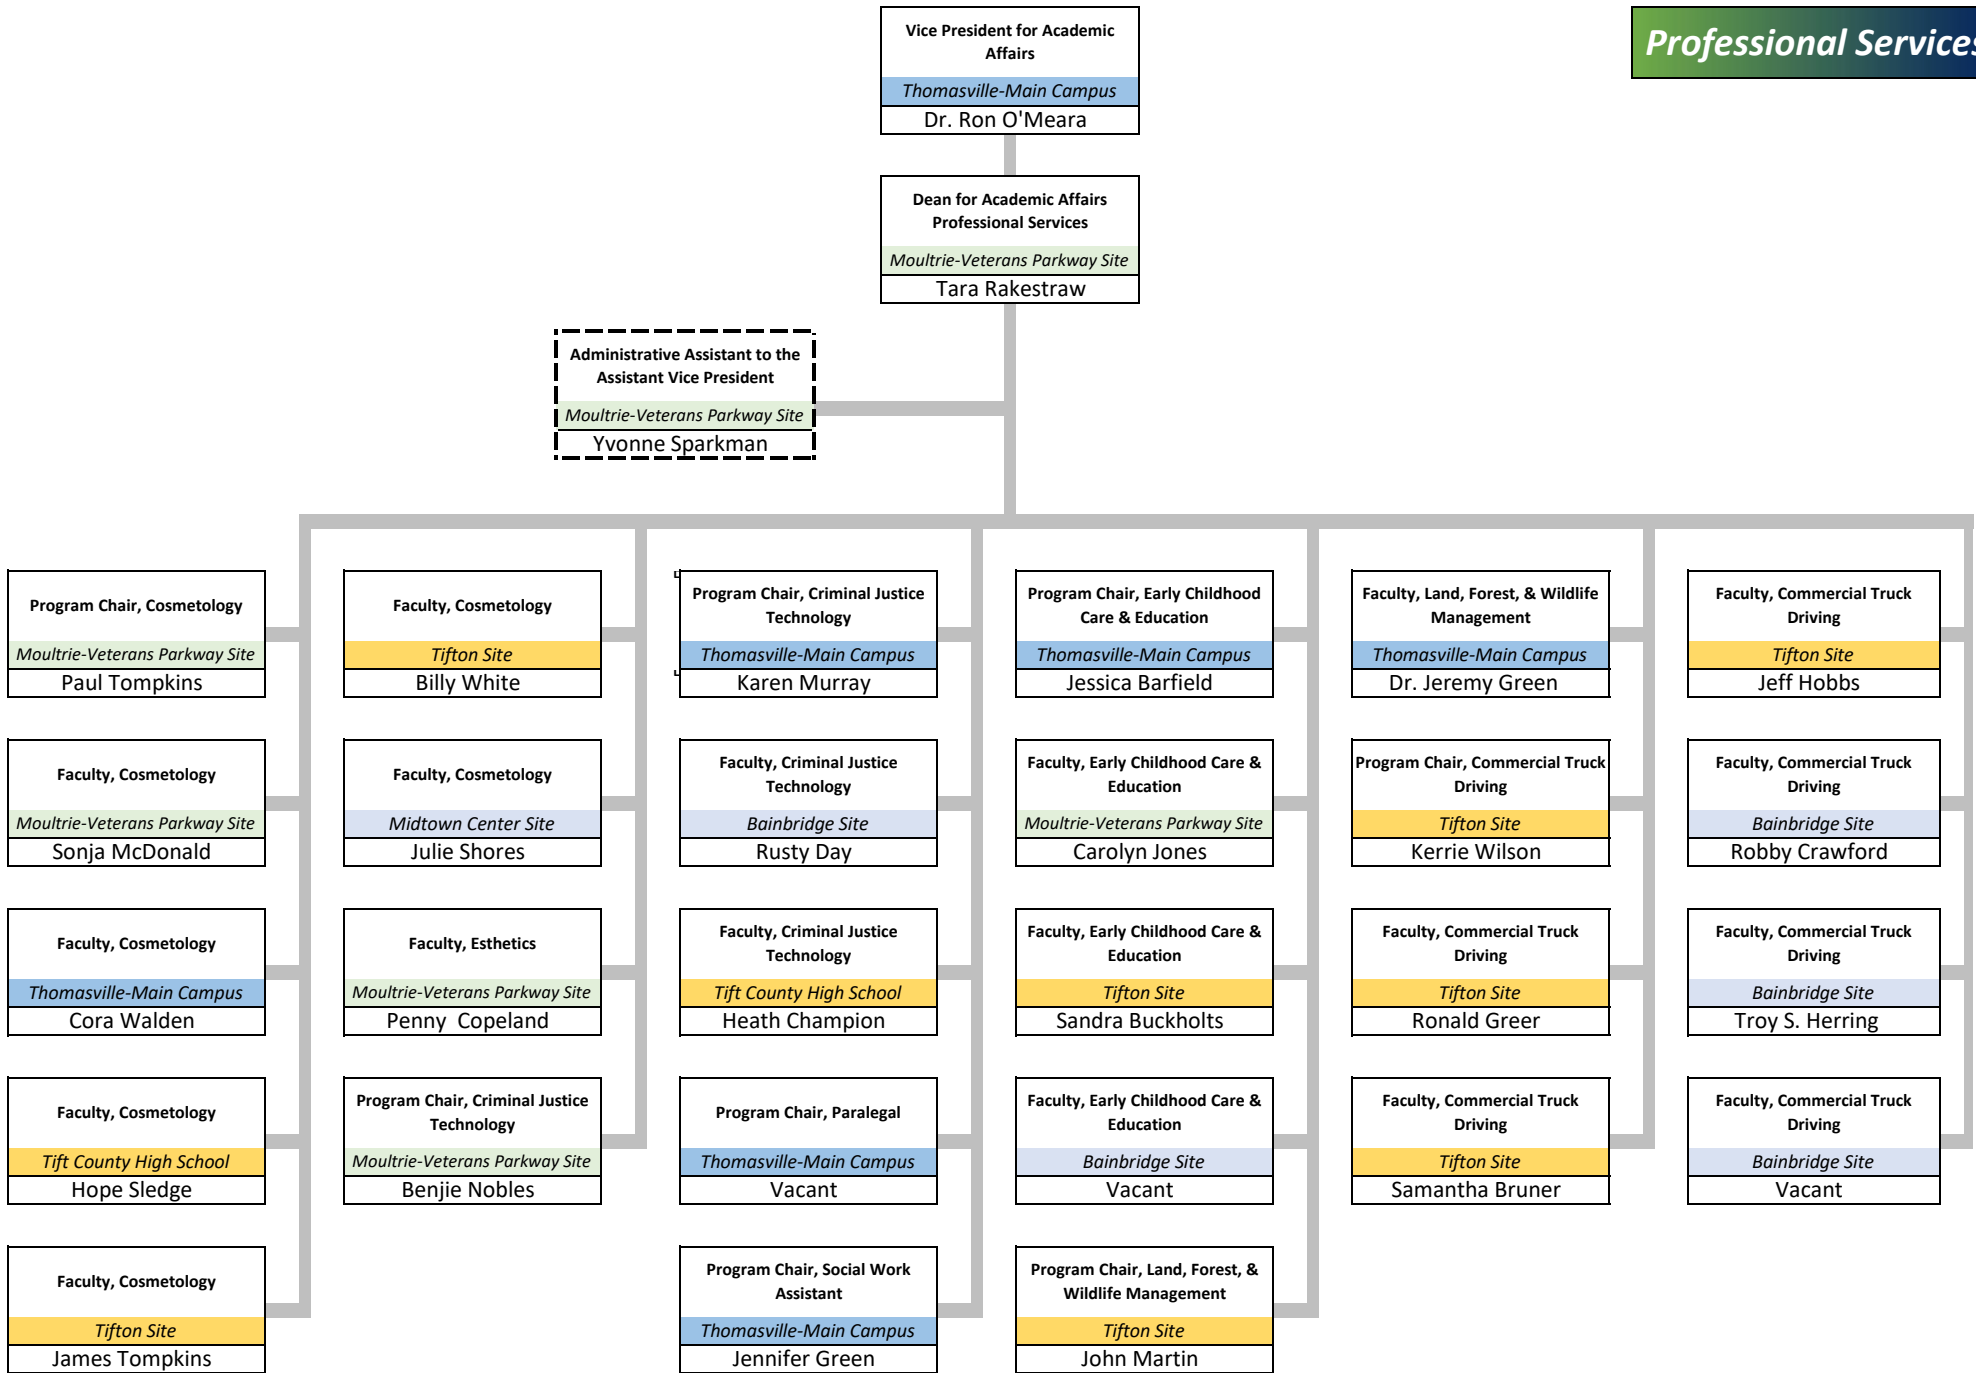 Professional Services
Vice President for Academic
Affairs
Thomasville-Main Campus
Dr. Ron O'Meara
Dean for Academic Affairs
Professional Services
Moultrie-Veterans Parkway Site
Tara Rakestraw
Administrative Assistant to the
Assistant Vice President
Moultrie-Veterans Parkway Site
Yvonne Sparkman
Program Chair, Cosmetology
Moultrie-Veterans Parkway Site
Paul Tompkins
Faculty, Cosmetology
Moultrie-Veterans Parkway Site
Sonja McDonald
Faculty, Cosmetology
Thomasville-Main Campus
Cora Walden
Faculty, Cosmetology
Tift County High School
Hope Sledge
Faculty, Cosmetology
Tifton Site
James Tompkins
Faculty, Cosmetology
Tifton Site
Billy White
Faculty, Cosmetology
Midtown Center Site
Julie Shores
Faculty, Esthetics
Moultrie-Veterans Parkway Site
Penny Copeland
Program Chair, Criminal Justice
Technology
Moultrie-Veterans Parkway Site
Benjie Nobles
Program Chair, Criminal Justice
Technology
Thomasville-Main Campus
Karen Murray
Faculty, Criminal Justice
Technology
Bainbridge Site
Rusty Day
Faculty, Criminal Justice
Technology
Tift County High School
Heath Champion
Program Chair, Paralegal
Thomasville-Main Campus
Vacant
Program Chair, Social Work
Assistant
Thomasville-Main Campus
Jennifer Green
Program Chair, Early Childhood
Care & Education
Thomasville-Main Campus
Jessica Barfield
Faculty, Early Childhood Care &
Education
Moultrie-Veterans Parkway Site
Carolyn Jones
Faculty, Early Childhood Care &
Education
Tifton Site
Sandra Buckholts
Faculty, Early Childhood Care &
Education
Bainbridge Site
Vacant
Program Chair, Land, Forest, &
Wildlife Management
Tifton Site
John Martin
Faculty, Land, Forest, & Wildlife
Management
Thomasville-Main Campus
Dr. Jeremy Green
Program Chair, Commercial Truck
Driving
Tifton Site
Kerrie Wilson
Faculty, Commercial Truck
Driving
Tifton Site
Ronald Greer
Faculty, Commercial Truck
Driving
Tifton Site
Samantha Bruner
Faculty, Commercial Truck
Driving
Tifton Site
Jeff Hobbs
Faculty, Commercial Truck
Driving
Bainbridge Site
Robby Crawford
Faculty, Commercial Truck
Driving
Bainbridge Site
Troy S. Herring
Faculty, Commercial Truck
Driving
Bainbridge Site
Vacant